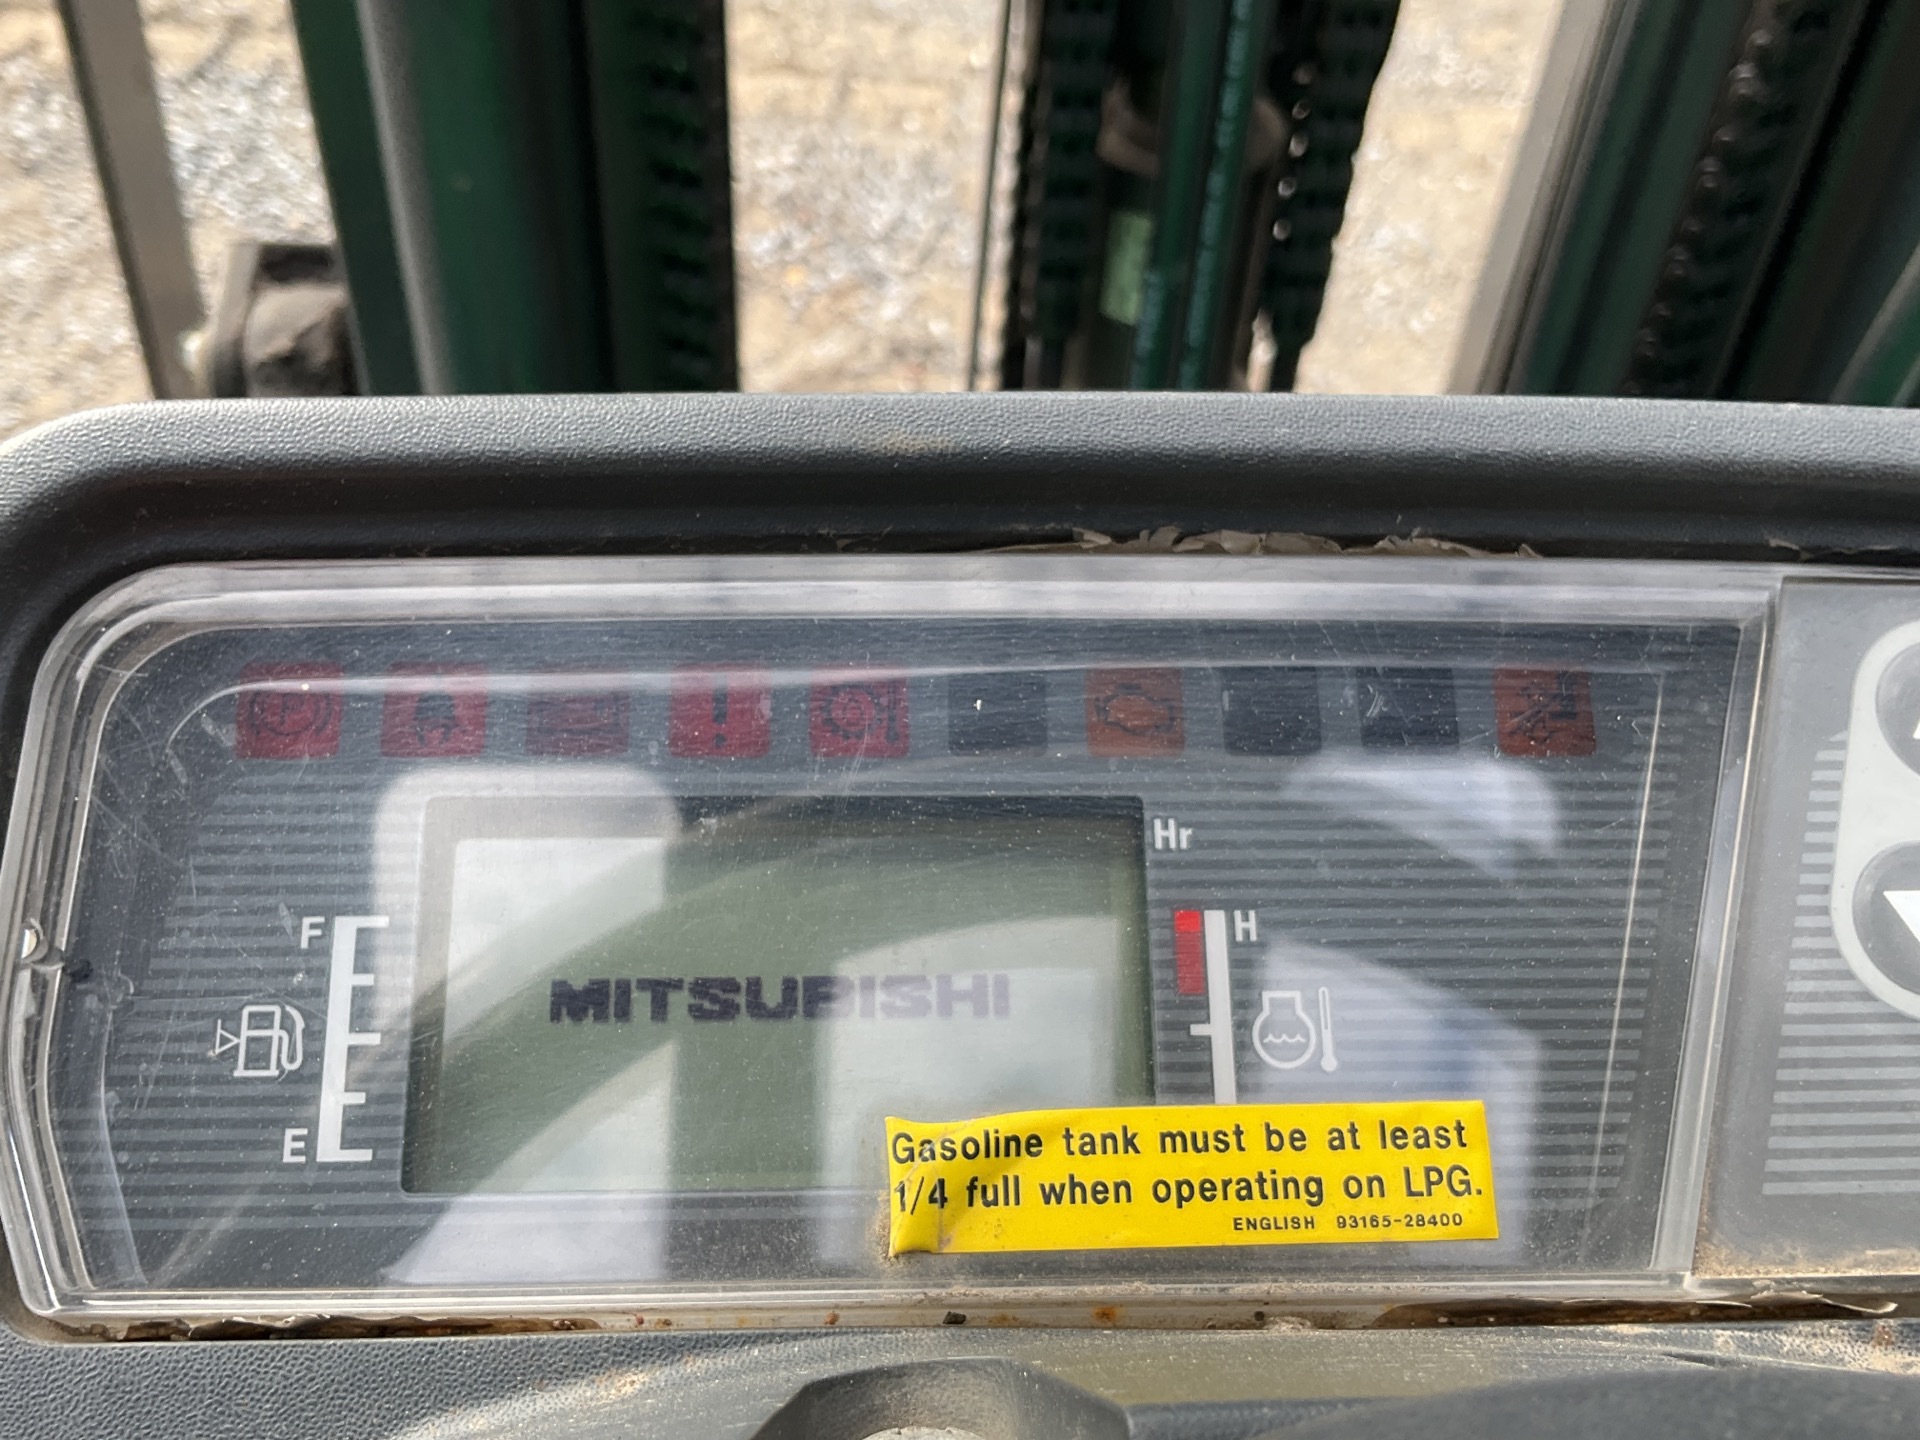 P
!
Hr
F
H
MITSUBISHI
E
Gasoline tank must be at least
1/4 full when operating on LPG.
ENGLISH 93165-28400